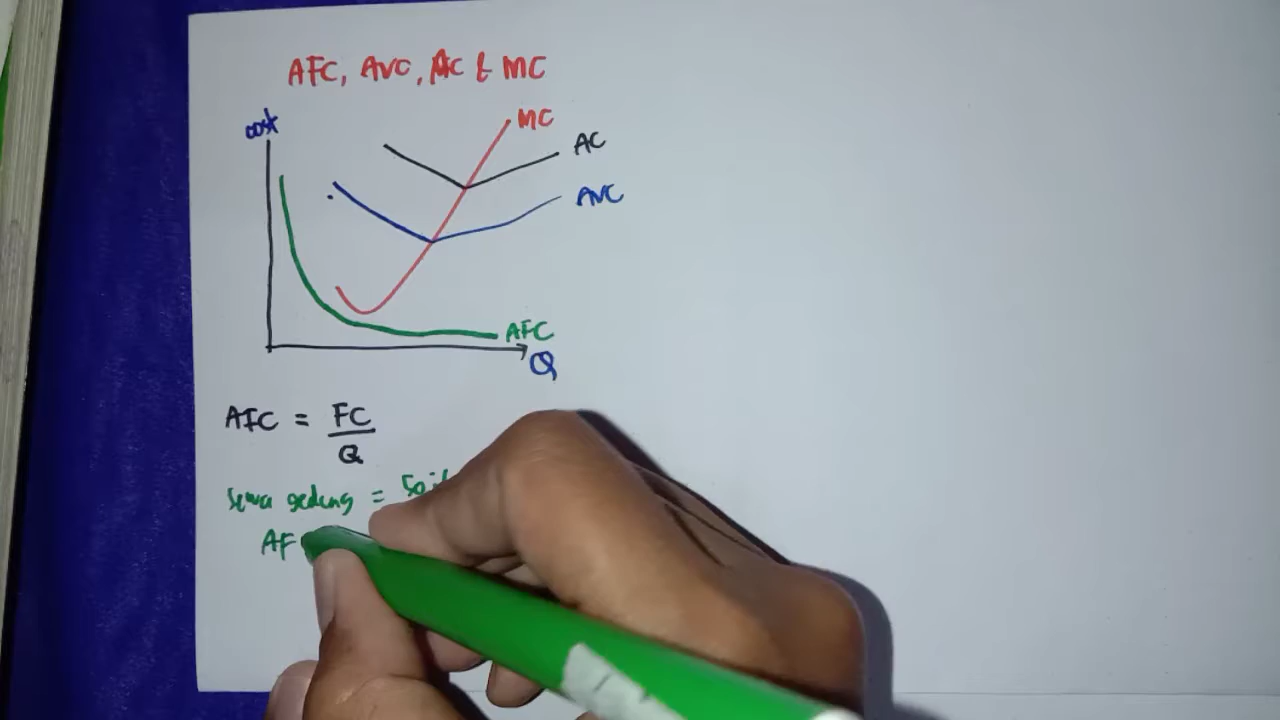 AFC, AVC, AC & MC
cost
MC
AC
AVC
AFC
Q
AFC = FC
Q
Sewa gedung =
AF